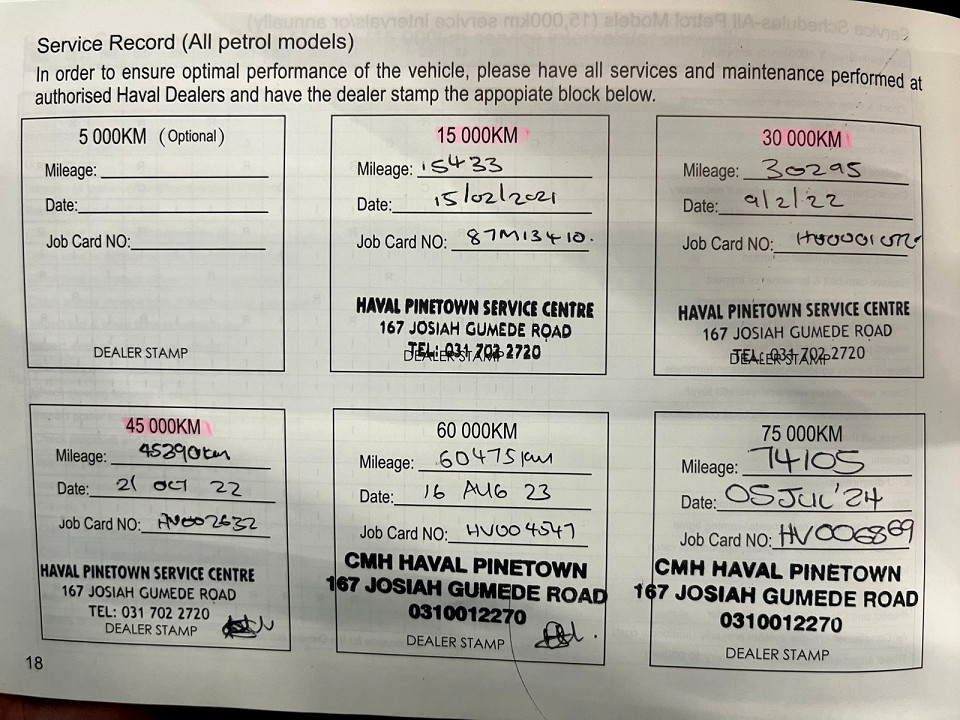 Service Record (All petrol models)
In order to ensure optimal performance of the vehicle, please have all services and maintenance performed at
authorised Haval Dealers and have the dealer stamp the appopiate block below.
5 000KM (Optional)
Mileage:
Date:
Job Card NO:
DEALER STAMP
15 000KM
Mileage: 15433
Date: 15/02/2021
Job Card NO: 87M13410.
HAVAL PINETOWN SERVICE CENTRE
167 JOSIAH GUMEDE ROAD
TEL: 031 702 2720
DEALER STAMP
30 000KM
Mileage: 30295
Date: 9/2/22
Job Card NO:
HAVAL PINETOWN SERVICE CENTRE
167 JOSIAH GUMEDE ROAD
TEL: 031 702 2720
DEALER STAMP
45 000KM
Mileage: 45390km
Date: 21 OCT 22
Job Card NO: HV002632
HAVAL PINETOWN SERVICE CENTRE
167 JOSIAH GUMEDE ROAD
TEL: 031 702 2720
DEALER STAMP
60 000KM
Mileage: 60475km
Date: 16 AUG 23
Job Card NO: HV004547
CMH HAVAL PINETOWN
167 JOSIAH GUMEDE ROAD
0310012270
DEALER STAMP
75 000KM
Mileage: 74105
Date: 05 JUL'24
Job Card NO: HV006869
CMH HAVAL PINETOWN
167 JOSIAH GUMEDE ROAD
0310012270
DEALER STAMP
18